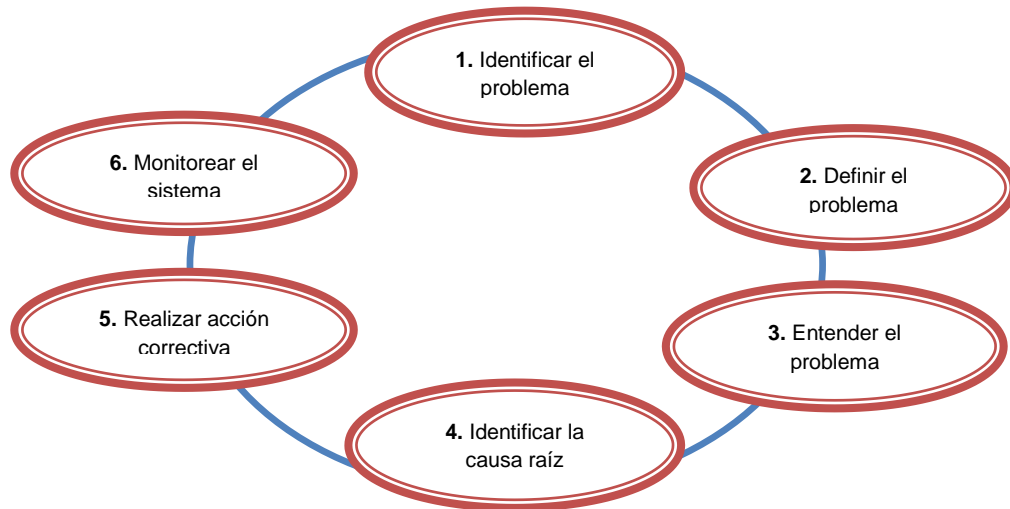 1. Identificar el
problema
2. Definir el
problema
3. Entender el
problema
4. Identificar la
causa raíz
5. Realizar acción
correctiva
6. Monitorear el
sistema